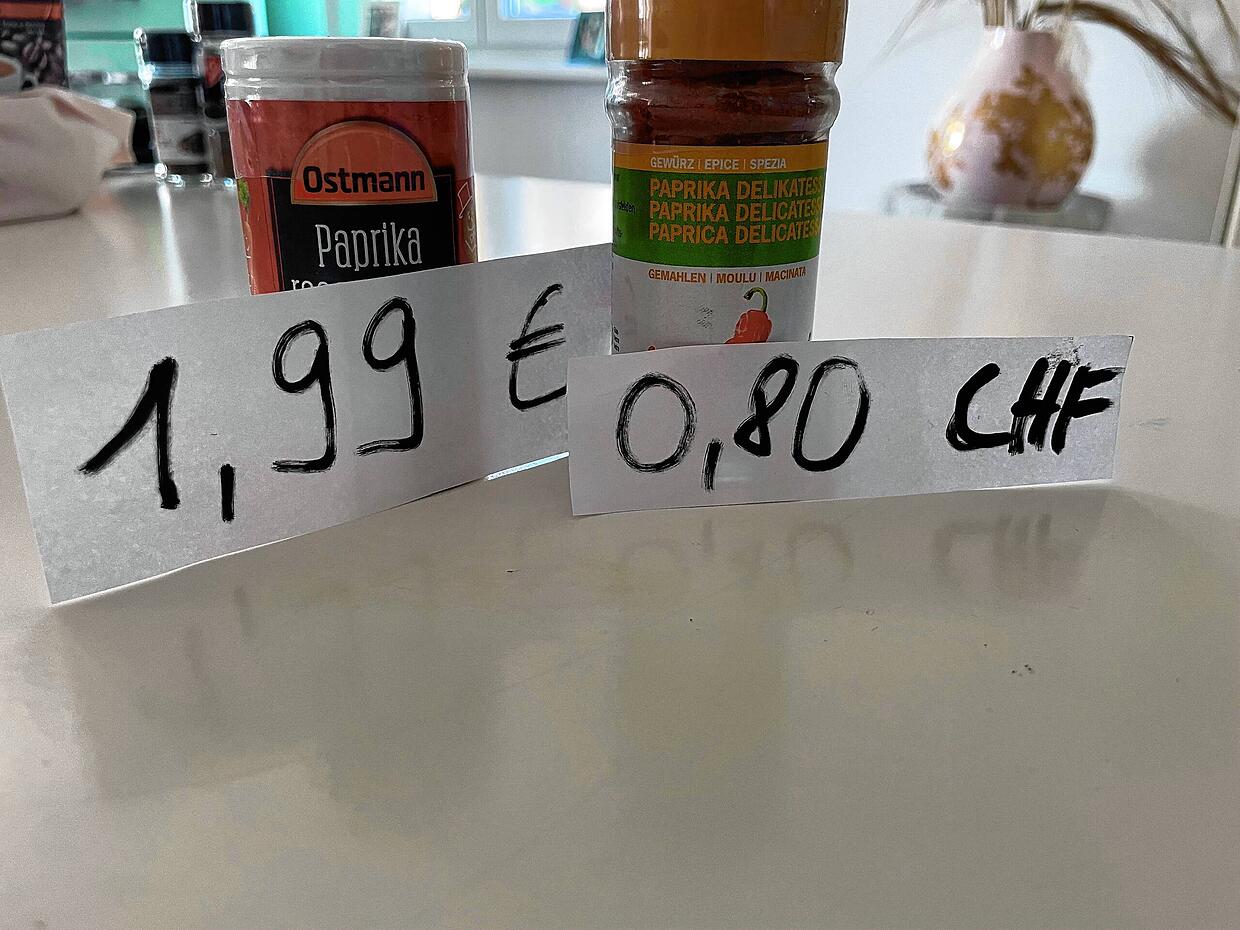 Ostmann
Paprika
GEWÜRZ | EPICE | SPEZIA
PAPRIKA DELIKATESS
PAPRIKA DELICATESS
PAPRICA DELICATESS
GEMAHLEN | MOULU | MACINATA
1,99 €
0,80 CHF